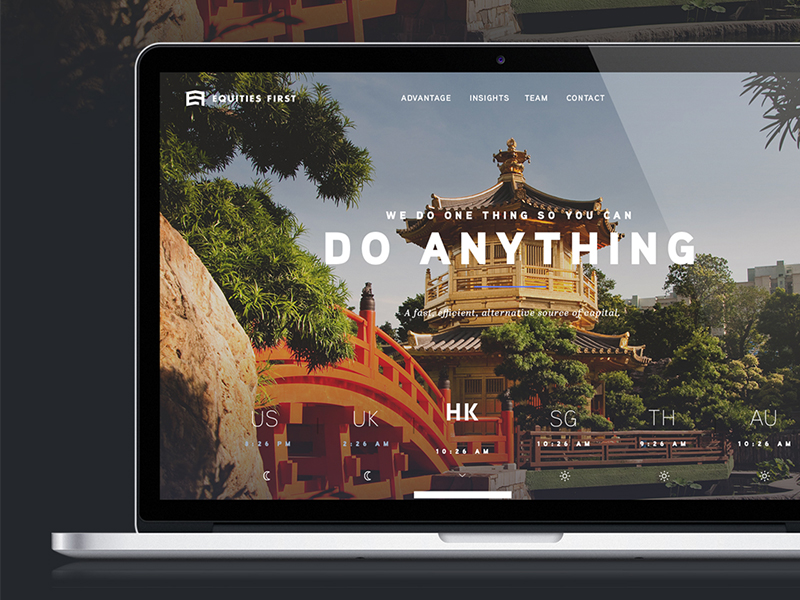 EQUITIES FIRST
ADVANTAGE INSIGHTS TEAM CONTACT
WE DO ONE THING SO YOU CAN
DO ANYTHING
A fast, efficient, alternative source of capital.
US UK HK SG TH AU
8:26 PM 2:26 AM 10:26 AM 10:26 AM 9:26 AM 10:26 AM